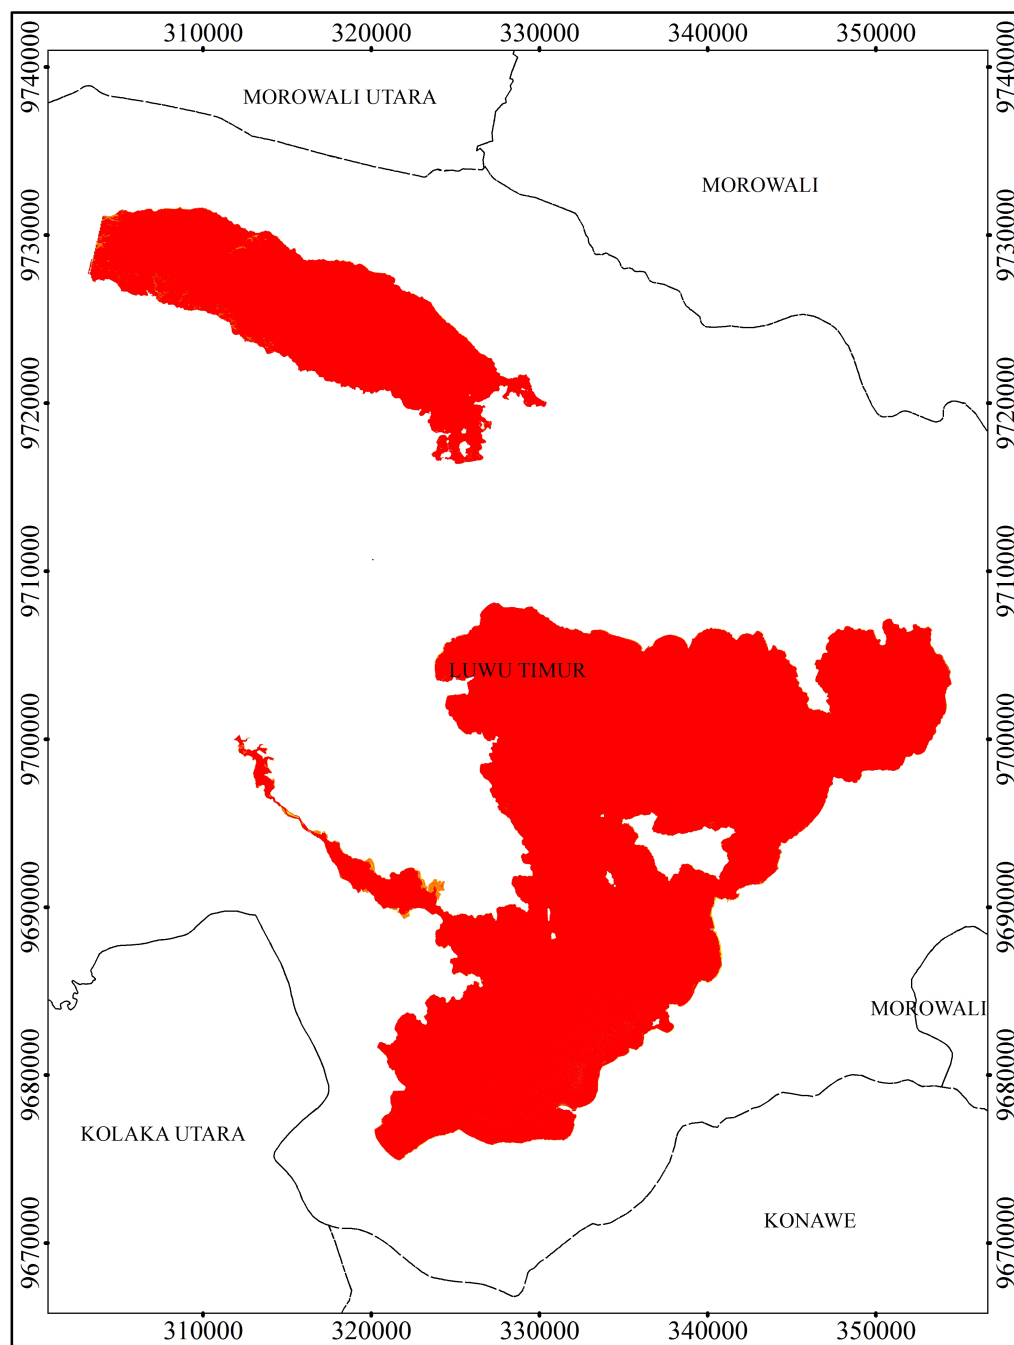 310000 320000 330000 340000 350000
9740000 9740000
MOROWALI UTARA
MOROWALI
9730000 9730000
9720000 9720000
9710000 9710000
LUWU TIMUR
9700000 9700000
9690000 9690000
MOROWALI
9680000 9680000
KOLAKA UTARA
KONAWE
9670000 9670000
310000 320000 330000 340000 350000